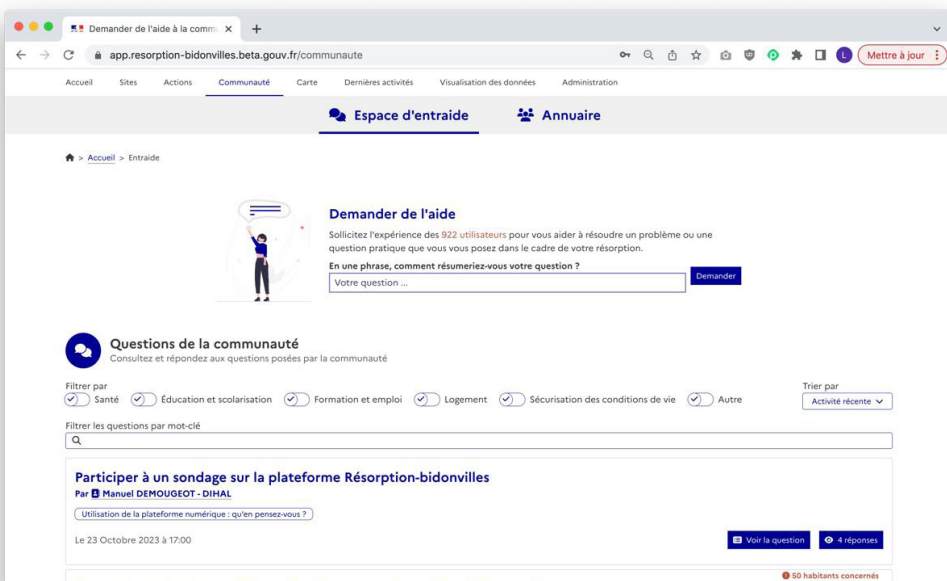 Demander de l'aide à la commu
app.resorption-bidonvilles.beta.gouv.fr/communaute
L
Mettre à jour
Accueil Sites Actions Communauté Carte Dernières activités Visualisation des données Administration
Espace d'entraide Annuaire
> Accueil > Entraide
Demander de l'aide
Sollicitez l'expérience des 922 utilisateurs pour vous aider à résoudre un problème ou une
question pratique que vous vous posez dans le cadre de votre résorption.
En une phrase, comment résumeriez-vous votre question ?
Votre question ...
Demander
Questions de la communauté
Consultez et répondez aux questions posées par la communauté
Filtrer par
Trier par
Santé Éducation et scolarisation Formation et emploi Logement Sécurisation des conditions de vie Autre
Activité récente
Filtrer les questions par mot-clé
Participer à un sondage sur la plateforme Résorption-bidonvilles
Par Manuel DEMOUGEOT - DIHAL
Utilisation de la plateforme numérique : qu'en pensez-vous ?
Le 23 Octobre 2023 à 17:00
Voir la question
4 réponses
50 habitants concernés